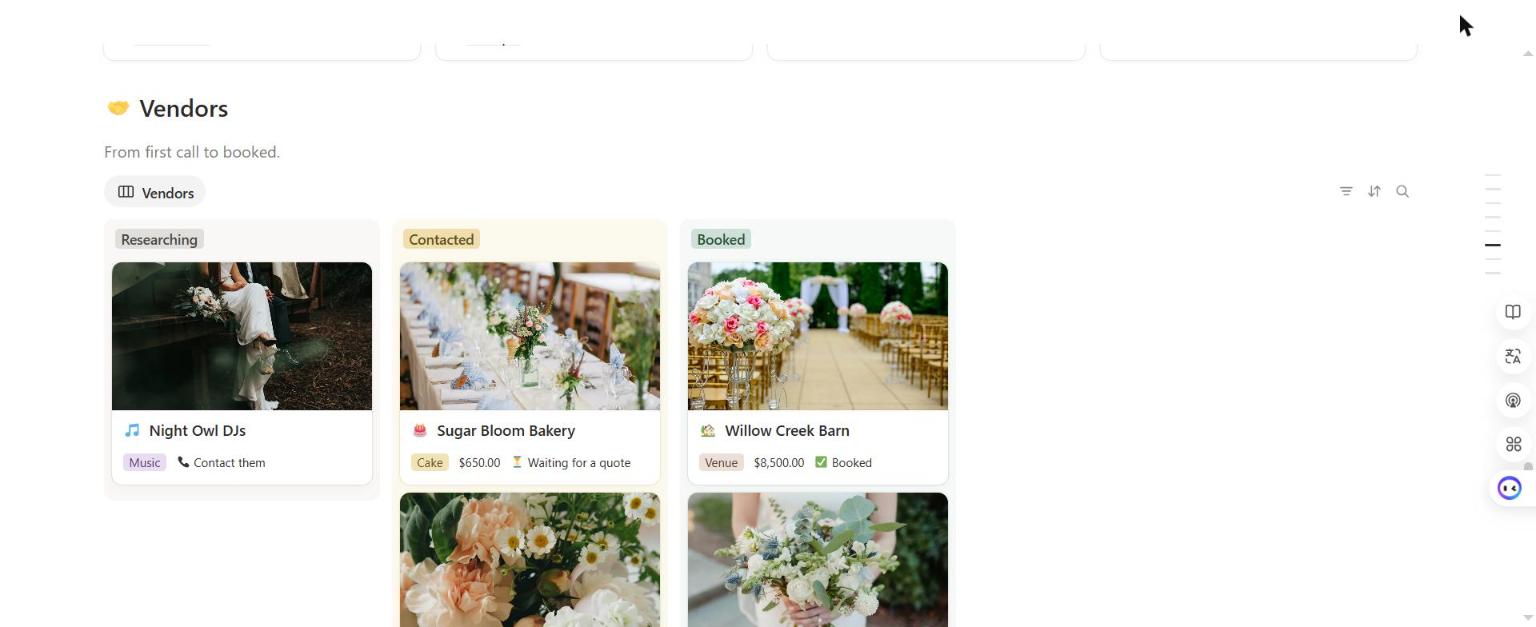 Vendors
From first call to booked.
Vendors
Researching
Night Owl DJs
Music Contact them
Contacted
Sugar Bloom Bakery
Cake $650.00 Waiting for a quote
Booked
Willow Creek Barn
Venue $8,500.00 Booked